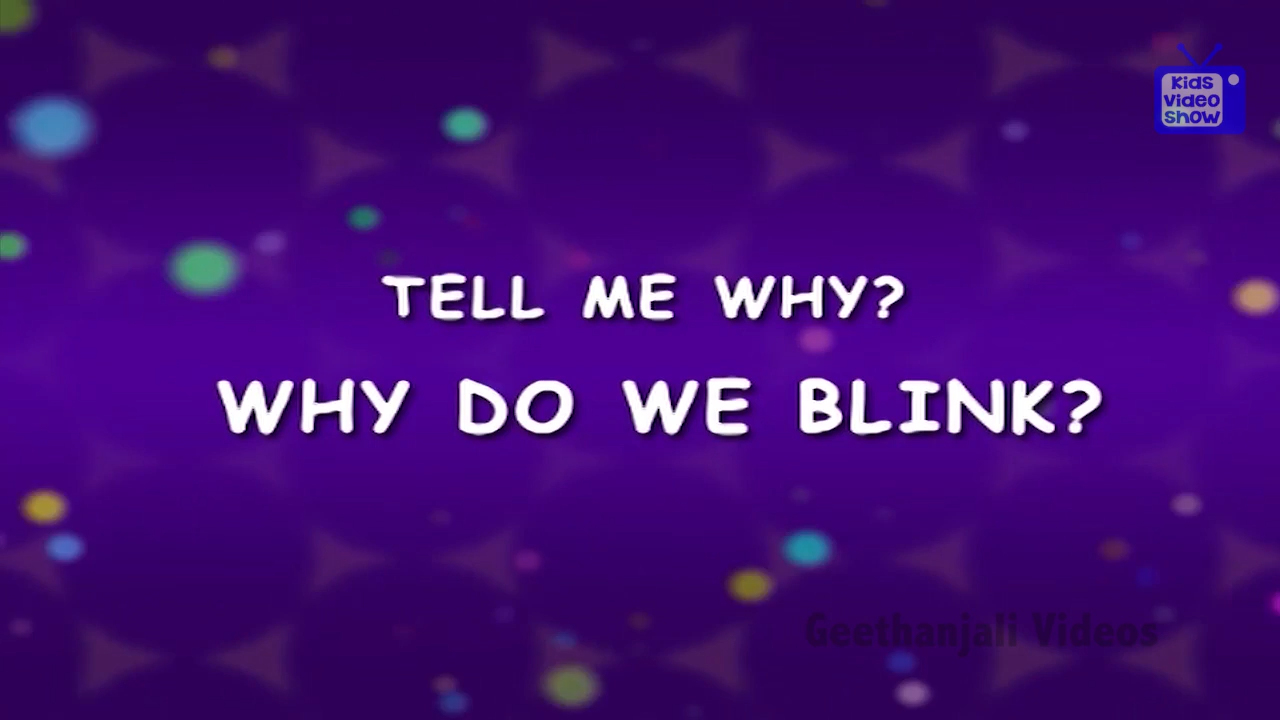 Kids
Video
Show
TELL ME WHY?
WHY DO WE BLINK?
Geethanjali Videos